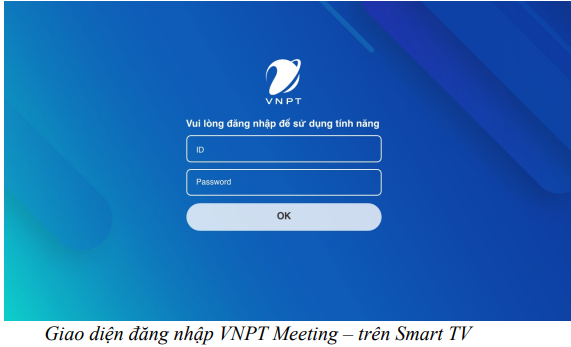 VNPT
Vui lòng đăng nhập để sử dụng tính năng
ID
Password
OK
Giao diện đăng nhập VNPT Meeting – trên Smart TV